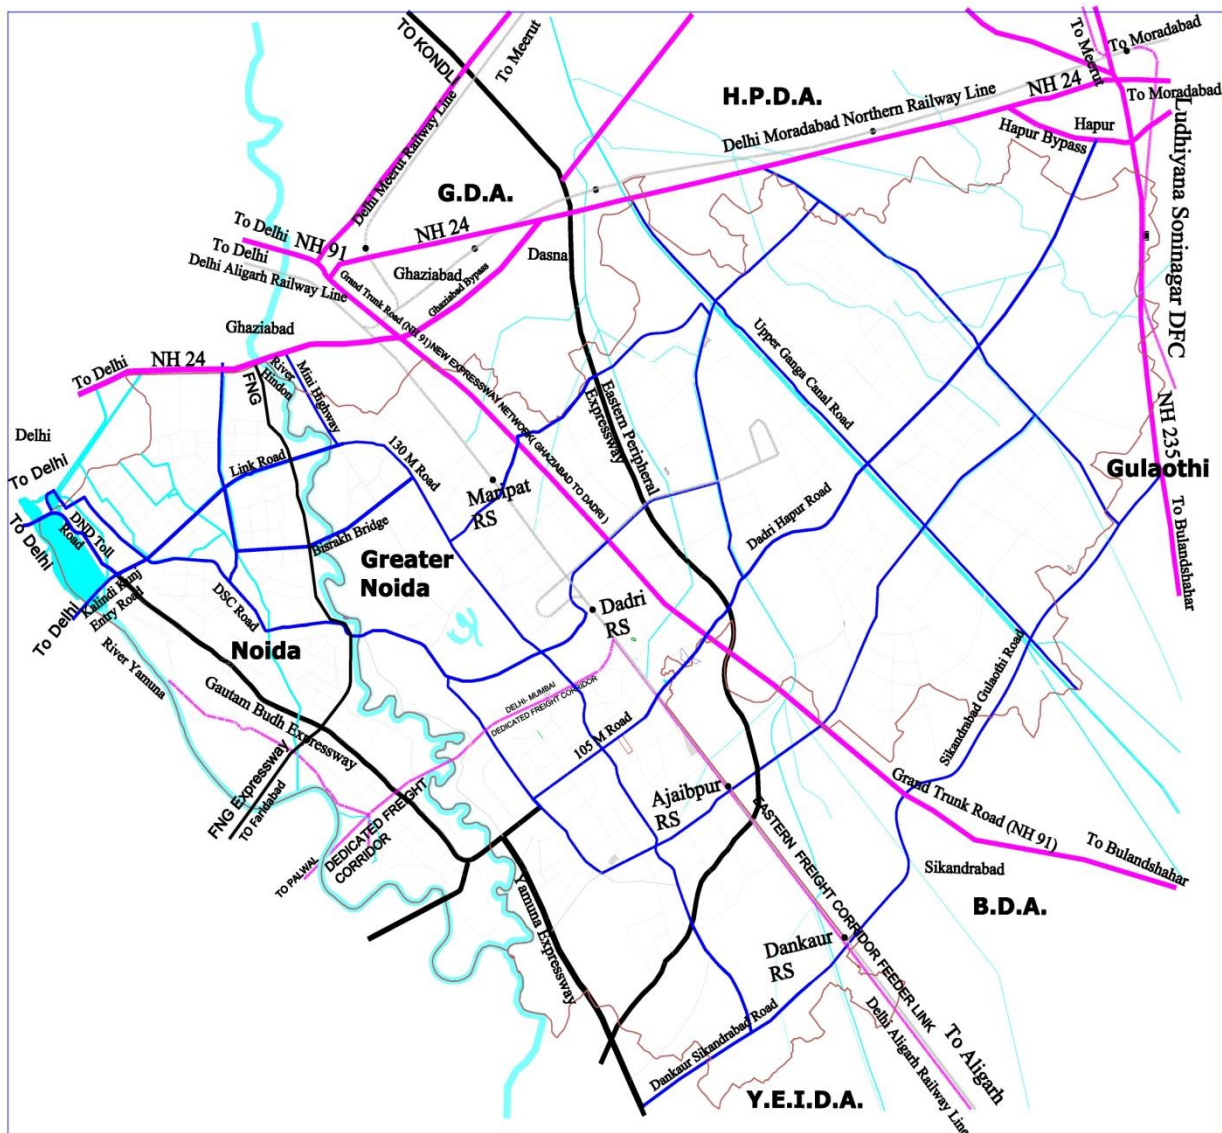 TO KONDLI
To Meerut
To Meerut
To Moradabad
H.P.D.A.
NH 24
To Moradabad
Delhi Moradabad Northern Railway Line
Hapur
Hapur Bypass
Ludhiyana Sominagar DFC
Delhi Meerut Railway Line
G.D.A.
To Delhi
NH 91
NH 24
To Delhi
Dasna
Delhi Aligarh Railway Line
Ghaziabad
Ghaziabad Bypass
Grand Trunk Road (NH 91)
NEW EXPRESSWAY NETWORK( GHAZIABAD TO DADRI )
Ghaziabad
NH 24
To Delhi
River
Hindon
FNG
Mini Highway
Upper Ganga Canal Road
Eastern Peripheral
Expressway
NH 235
Delhi
To Delhi
Link Road
130 M Road
Gulaothi
Maripat
RS
To Delhi
DND Toll
Road
Bisrakh Bridge
Dadri Hapur Road
To Bulandshahar
Greater
Noida
Kalindi Kunj
Entry Road
To Delhi
DSC Road
Dadri
RS
Noida
River Yamuna
Gautam Budh Expressway
DELHI- MUMBAI
DEDICATED FREIGHT CORRIDOR
105 M Road
Sikandrabad Gulaothi Road
FNG Expressway
TO Faridabad
Ajaibpur
RS
Grand Trunk Road (NH 91)
To Bulandshahar
TO PALWAL
DEDICATED FREIGHT
CORRIDOR
EASTERN FREIGHT CORRIDOR FEEDER LINK
Sikandrabad
B.D.A.
Yamuna Expressway
Dankaur
RS
Dankaur Sikandrabad Road
Delhi Aligarh Railway Line
To Aligarh
Y.E.I.D.A.